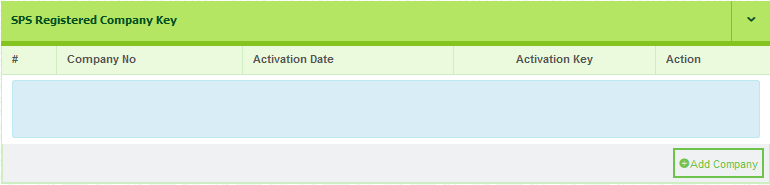 SPS Registered Company Key
# Company No Activation Date Activation Key Action
Add Company